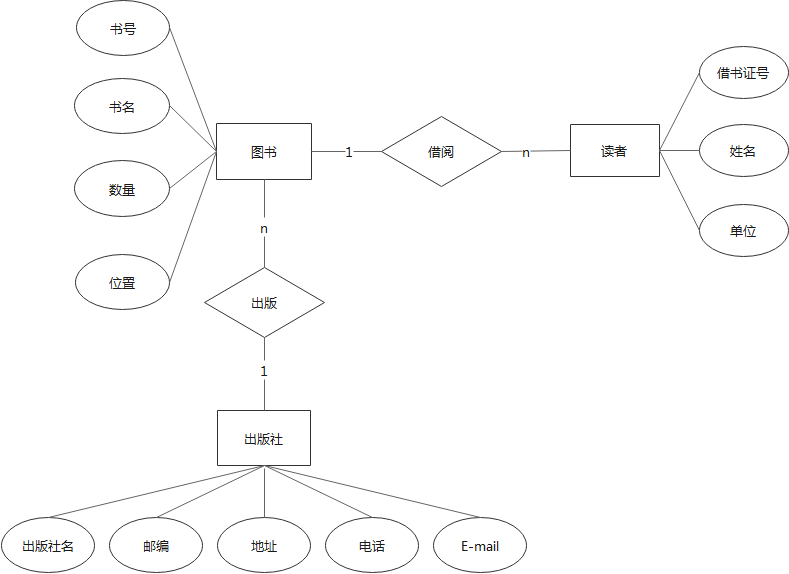 书号
书名
数量
位置
图书
1
借阅
n
读者
借书证号
姓名
单位
n
出版
1
出版社
出版社名
邮编
地址
电话
E-mail